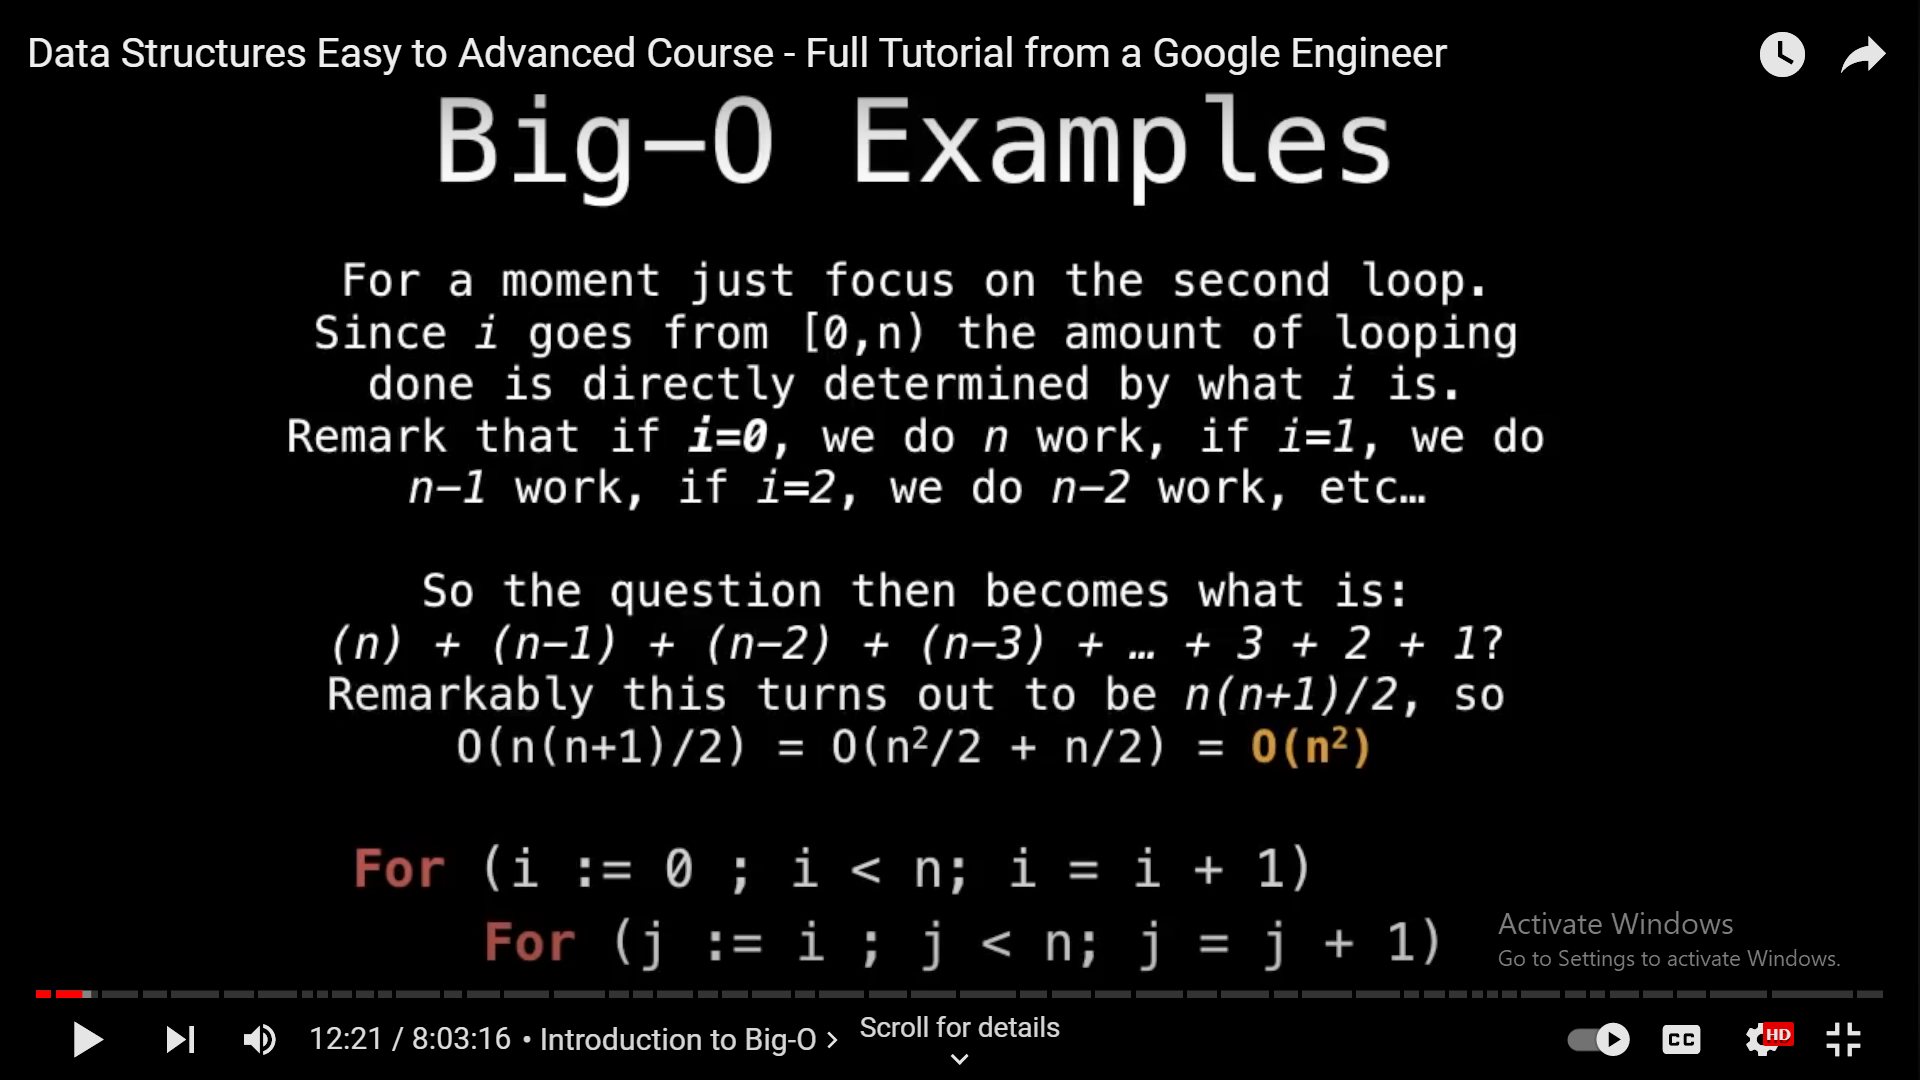 Data Structures Easy to Advanced Course - Full Tutorial from a Google Engineer
Big-O Examples
For a moment just focus on the second loop.
Since i goes from [0,n) the amount of looping
done is directly determined by what i is.
Remark that if i=0, we do n work, if i=1, we do
n-1 work, if i=2, we do n-2 work, etc…
So the question then becomes what is:
(n) + (n-1) + (n-2) + (n-3) + … + 3 + 2 + 1?
Remarkably this turns out to be n(n+1)/2, so
O(n(n+1)/2) = O(n²/2 + n/2) = O(n²)
For (i := 0 ; i < n; i = i + 1)
For (j := i ; j < n; j = j + 1)
Activate Windows
Go to Settings to activate Windows.
12:21 / 8:03:16 • Introduction to Big-O >
Scroll for details
CC
HD